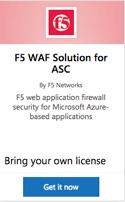 F5
F5 WAF Solution for
ASC
By F5 Networks
F5 web application firewall
security for Microsoft Azure-
based applications
Bring your own license
Get it now